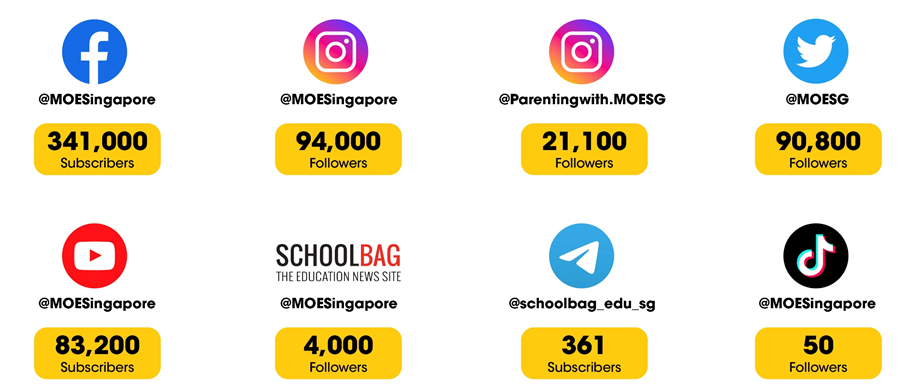 @MOESingapore
341,000
Subscribers
@MOESingapore
94,000
Followers
@Parentingwith.MOESG
21,100
Followers
@MOESG
90,800
Followers
@MOESingapore
83,200
Subscribers
SCHOOLBAG
THE EDUCATION NEWS SITE
@MOESingapore
4,000
Followers
@schoolbag_edu_sg
361
Subscribers
@MOESingapore
50
Followers